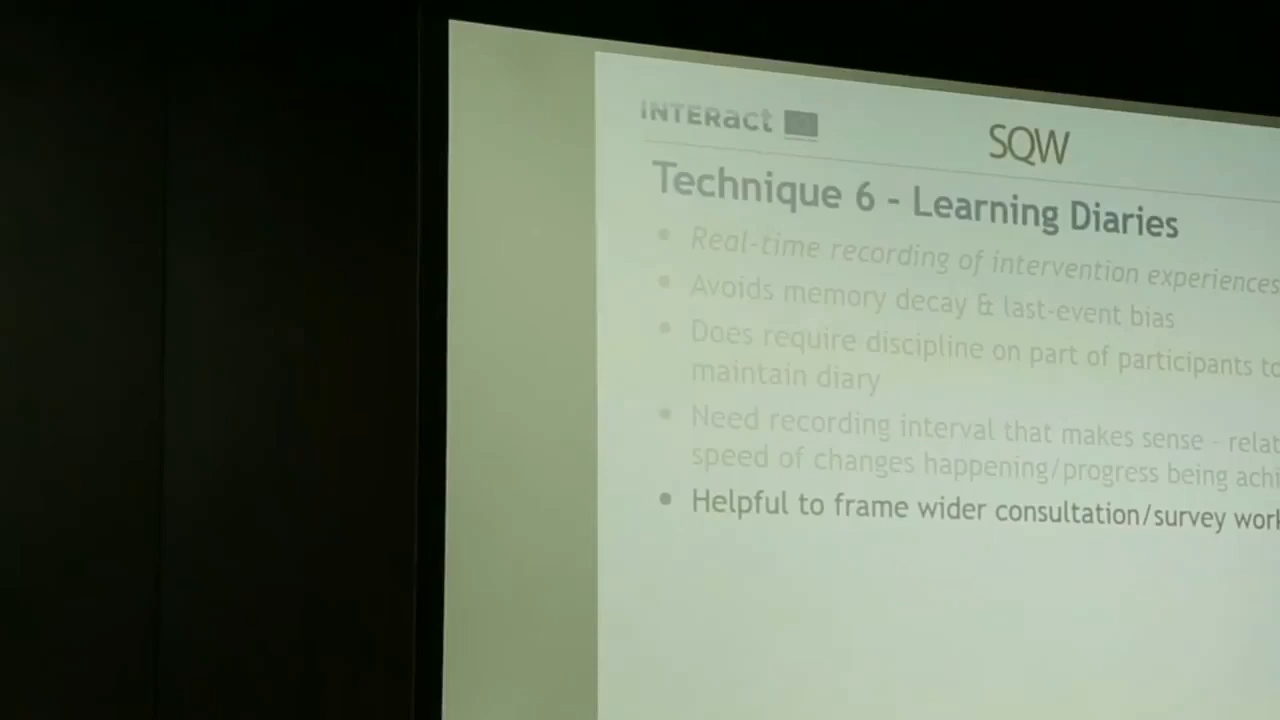 INTERact
SQW
Technique 6 - Learning Diaries
• Real-time recording of intervention experiences
• Avoids memory decay & last-event bias
• Does require discipline on part of participants to
maintain diary
• Need recording interval that makes sense - relat
speed of changes happening/progress being achi
• Helpful to frame wider consultation/survey work